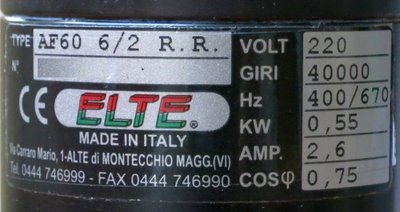 TYPE AF60 6/2 R.R.
N°
CE ELTE®
MADE IN ITALY
Via Carraro Mario, 1-ALTE di MONTECCHIO MAGG.(VI)
Tel. 0444 746999 - FAX 0444 746990
VOLT 220
GIRI 40000
Hz 400/670
KW 0,55
AMP. 2,6
COSφ 0,75